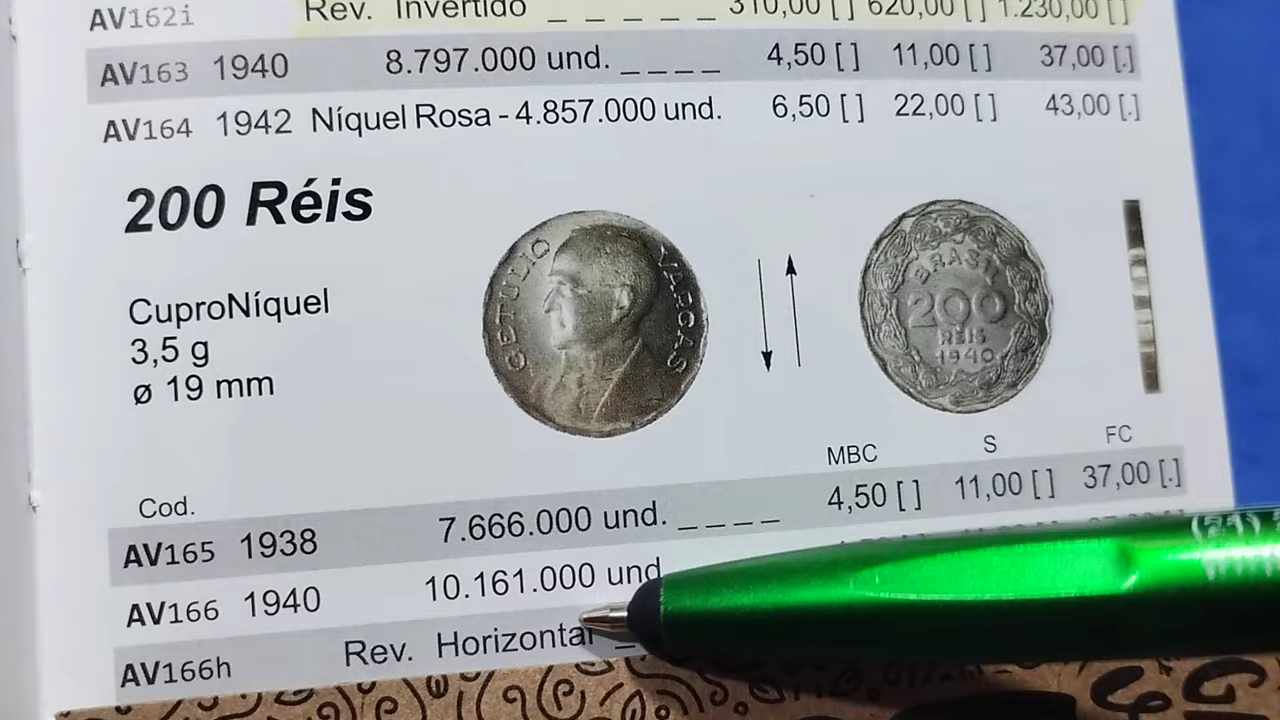 AV162i Rev. Invertido _ _ _ _ _ 310,00 [ ] 620,00 [ ] 1.230,00 [ ]
AV163 1940 8.797.000 und. _ _ _ _ 4,50 [ ] 11,00 [ ] 37,00 [.]
AV164 1942 Níquel Rosa - 4.857.000 und. 6,50 [ ] 22,00 [ ] 43,00 [.]
200 Réis
CuproNíquel
3,5 g
ø 19 mm
GETULIO VARGAS
BRASIL
200
RÉIS
1940
Cod. MBC S FC
AV165 1938 7.666.000 und. _ _ _ _ 4,50 [ ] 11,00 [ ] 37,00 [.]
AV166 1940 10.161.000 und
AV166h Rev. Horizontal _